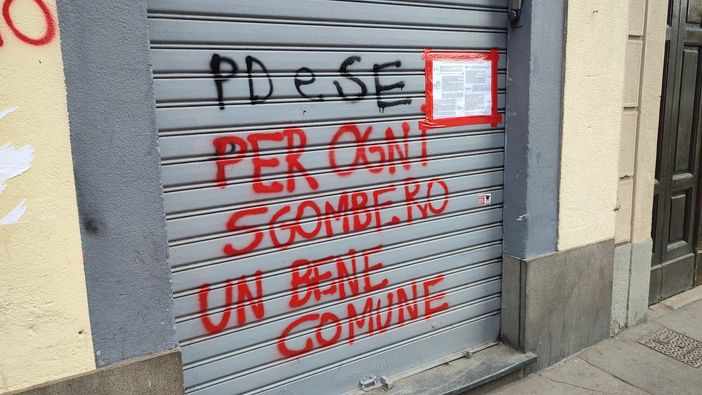 O
PD e SE
PER OGNI
SGOMBERO
UN BENE
COMUNE